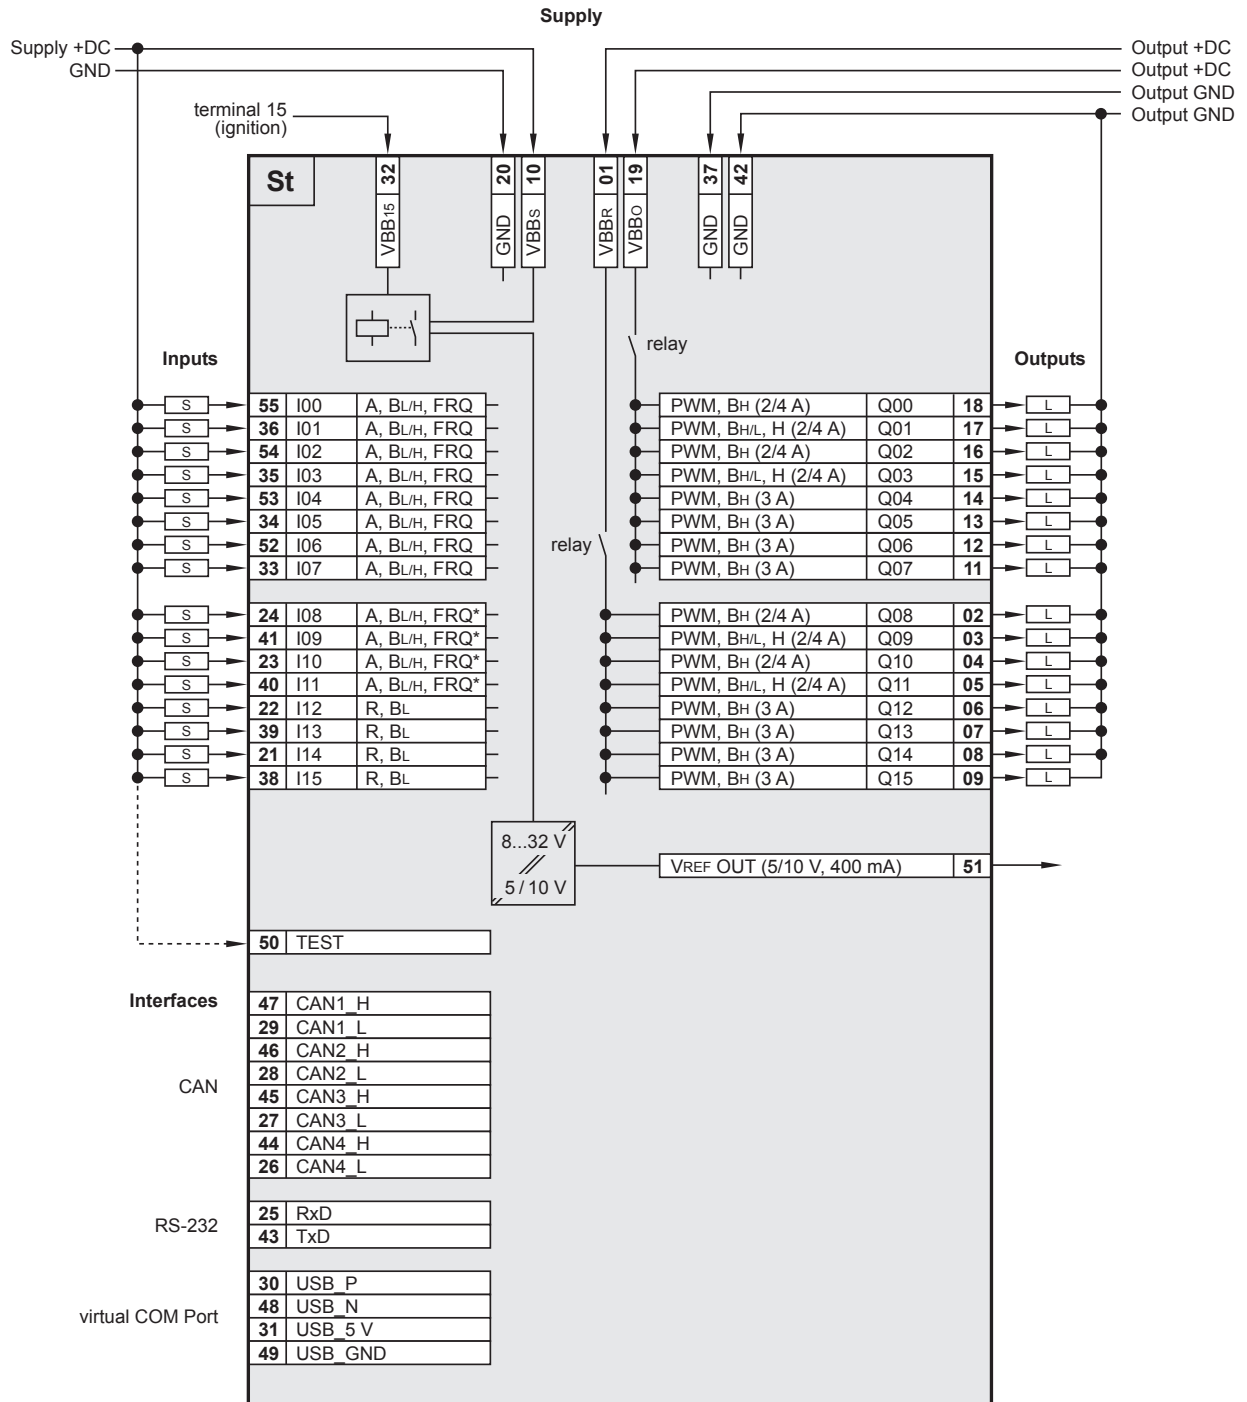 Supply
Supply +DC
Output +DC
GND
Output +DC
Output GND
terminal 15
(ignition)
Output GND
St
32 VBB15
20 GND
10 VBBS
01 VBBR
19 VBBO
37 GND
42 GND
relay
Inputs
Outputs
S 55 I00 A, BL/H, FRQ
PWM, BH (2/4 A) Q00 18 L
S 36 I01 A, BL/H, FRQ
PWM, BH/L, H (2/4 A) Q01 17 L
S 54 I02 A, BL/H, FRQ
PWM, BH (2/4 A) Q02 16 L
S 35 I03 A, BL/H, FRQ
PWM, BH/L, H (2/4 A) Q03 15 L
S 53 I04 A, BL/H, FRQ
PWM, BH (3 A) Q04 14 L
S 34 I05 A, BL/H, FRQ
PWM, BH (3 A) Q05 13 L
S 52 I06 A, BL/H, FRQ
relay
PWM, BH (3 A) Q06 12 L
S 33 I07 A, BL/H, FRQ
PWM, BH (3 A) Q07 11 L
S 24 I08 A, BL/H, FRQ*
PWM, BH (2/4 A) Q08 02 L
S 41 I09 A, BL/H, FRQ*
PWM, BH/L, H (2/4 A) Q09 03 L
S 23 I10 A, BL/H, FRQ*
PWM, BH (2/4 A) Q10 04 L
S 40 I11 A, BL/H, FRQ*
PWM, BH/L, H (2/4 A) Q11 05 L
S 22 I12 R, BL
PWM, BH (3 A) Q12 06 L
S 39 I13 R, BL
PWM, BH (3 A) Q13 07 L
S 21 I14 R, BL
PWM, BH (3 A) Q14 08 L
S 38 I15 R, BL
PWM, BH (3 A) Q15 09 L
8...32 V
//
5 / 10 V
VREF OUT (5/10 V, 400 mA) 51
50 TEST
Interfaces
47 CAN1_H
29 CAN1_L
46 CAN2_H
28 CAN2_L
CAN
45 CAN3_H
27 CAN3_L
44 CAN4_H
26 CAN4_L
RS-232
25 RxD
43 TxD
30 USB_P
48 USB_N
virtual COM Port
31 USB_5 V
49 USB_GND